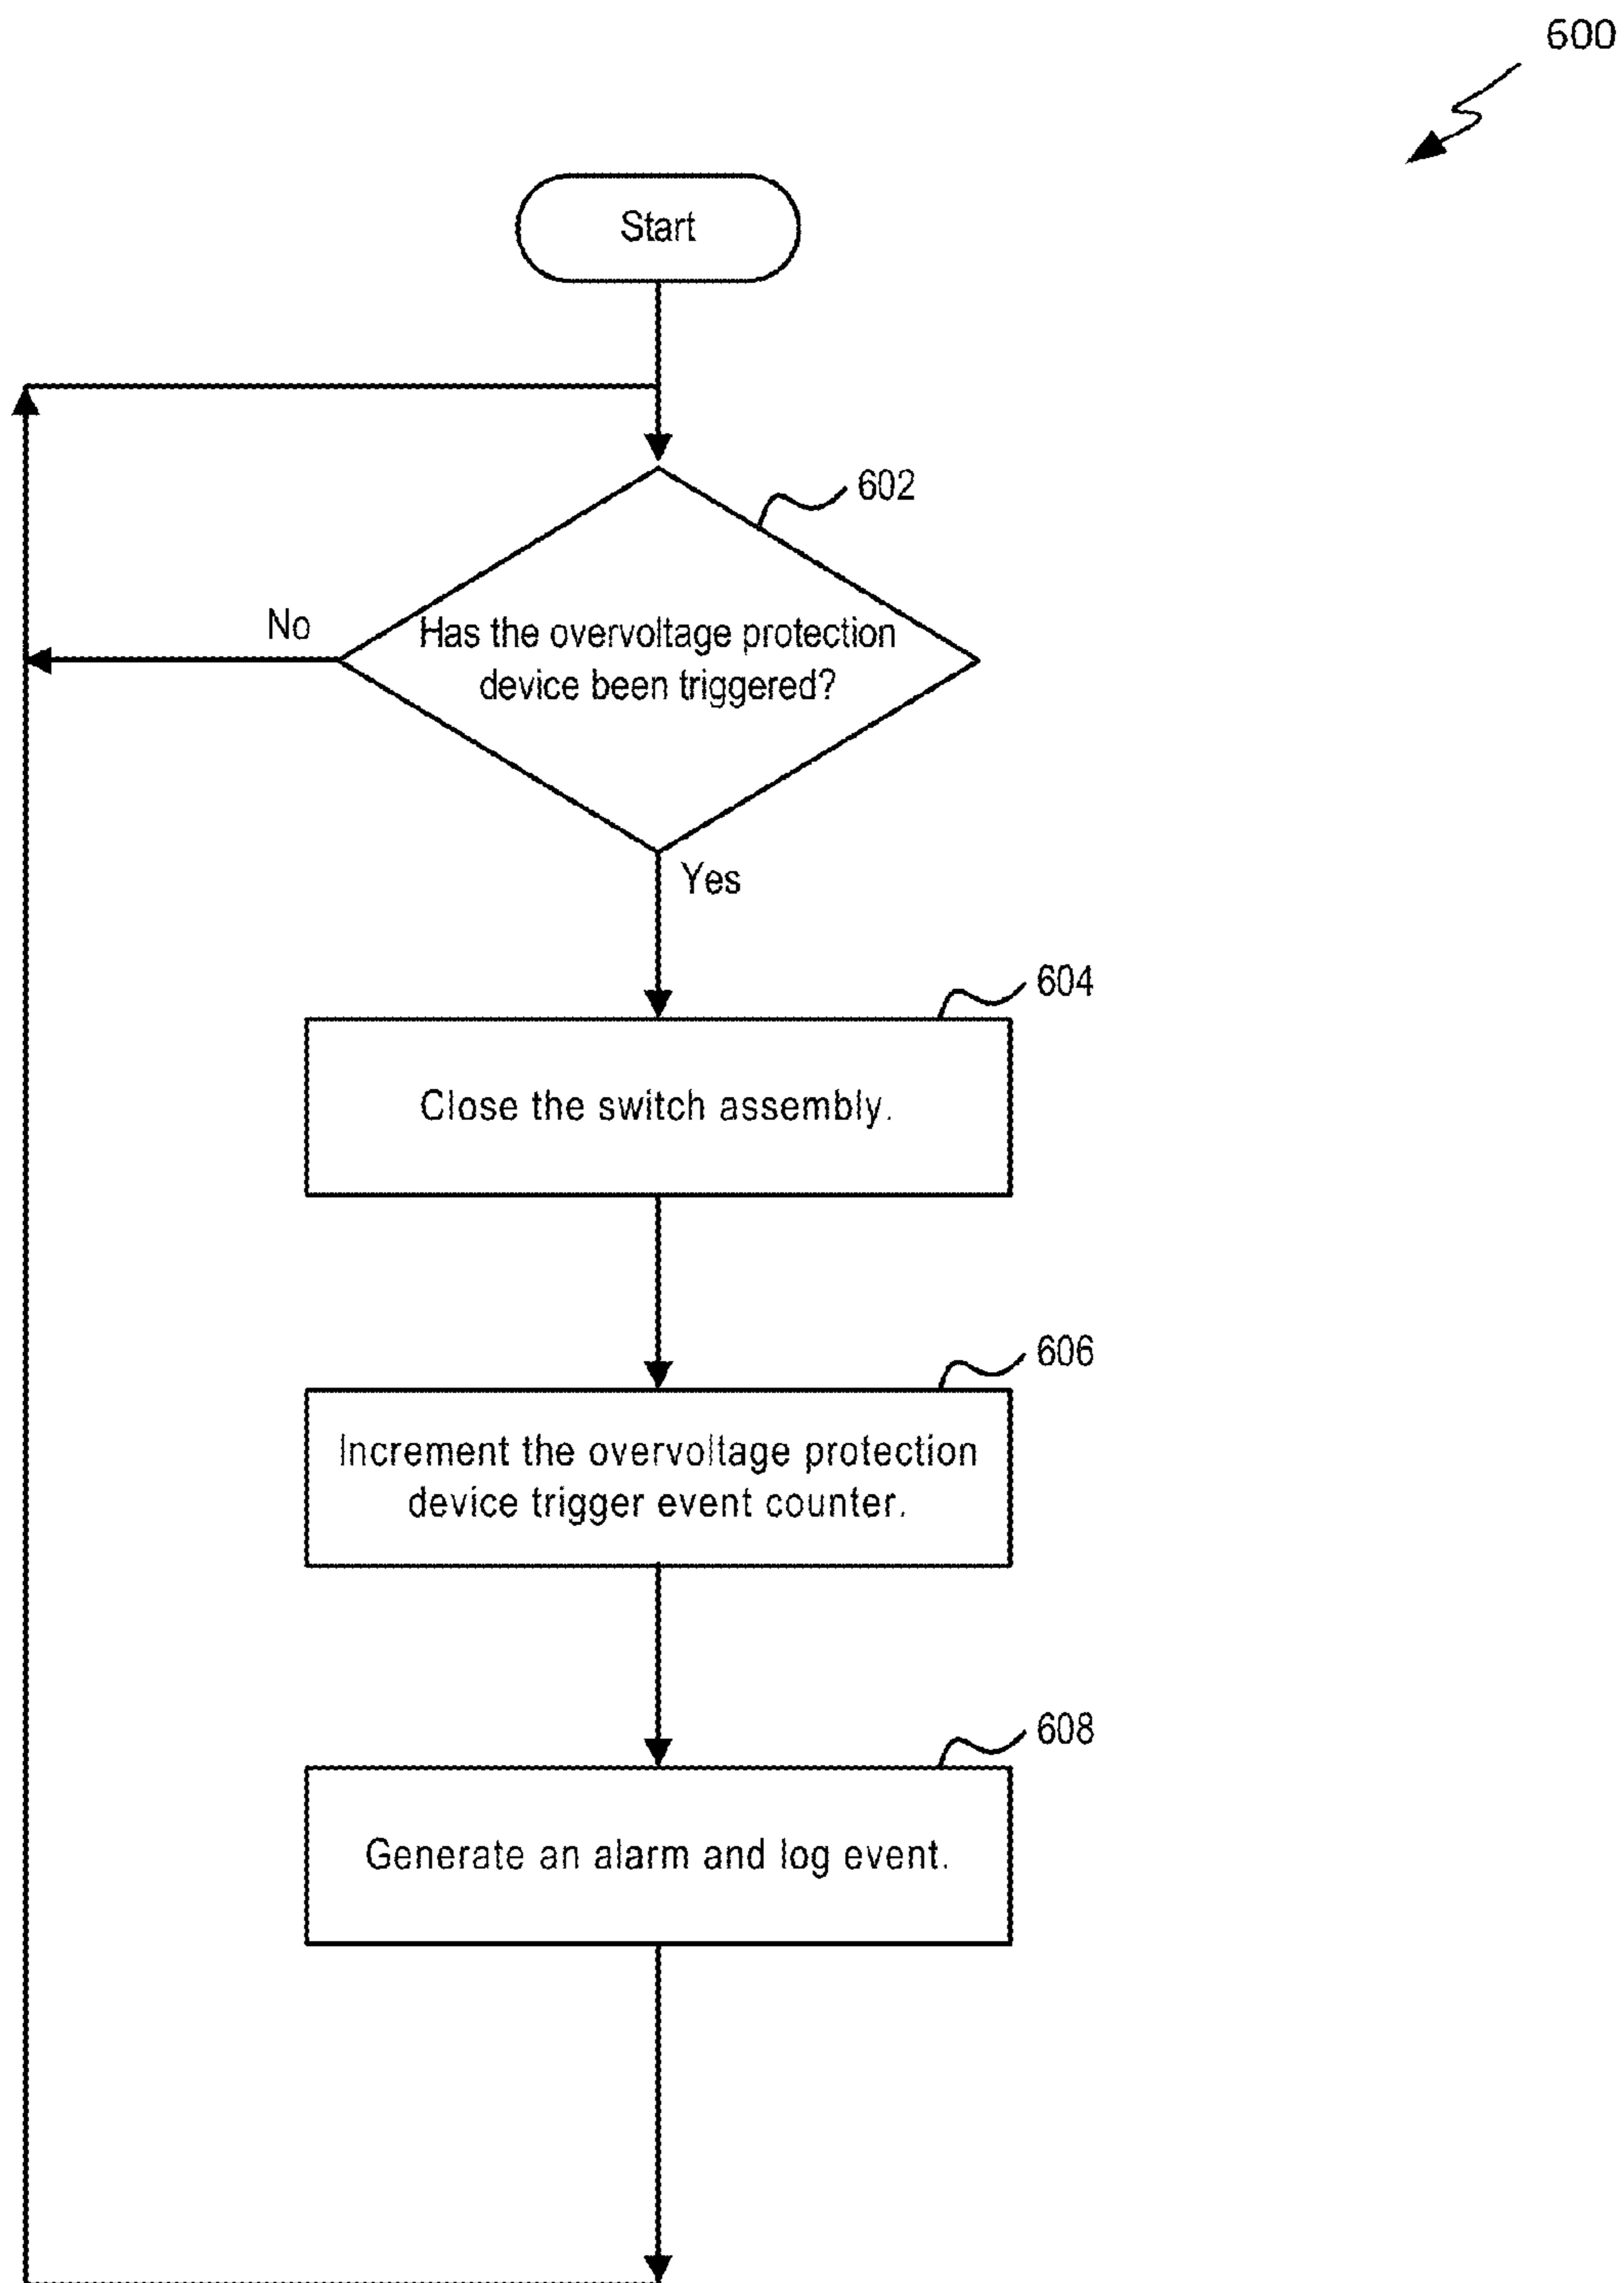 600
Start
602
No
Has the overvoltage protection
device been triggered?
Yes
604
Close the switch assembly.
606
Increment the overvoltage protection
device trigger event counter.
608
Generate an alarm and log event.